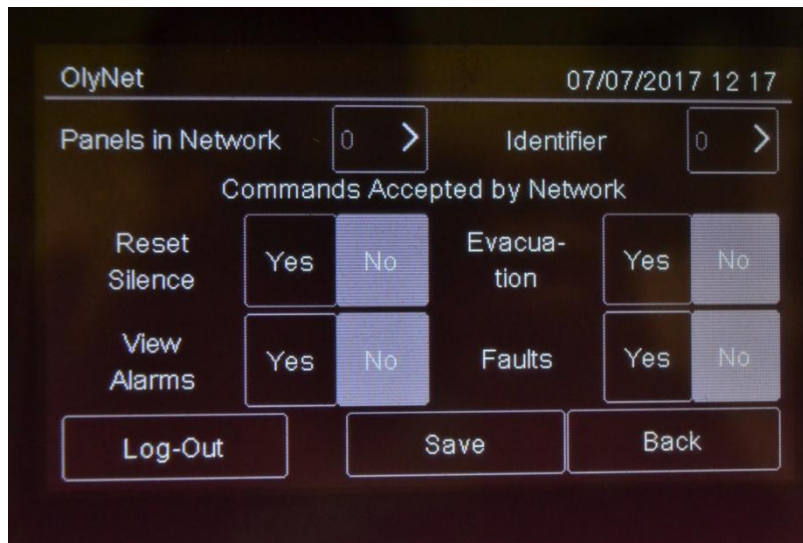 OlyNet 07/07/2017 12 17
Panels in Network 0 > Identifier 0 >
Commands Accepted by Network
Reset Silence Yes No Evacua-tion Yes No
View Alarms Yes No Faults Yes No
Log-Out Save Back